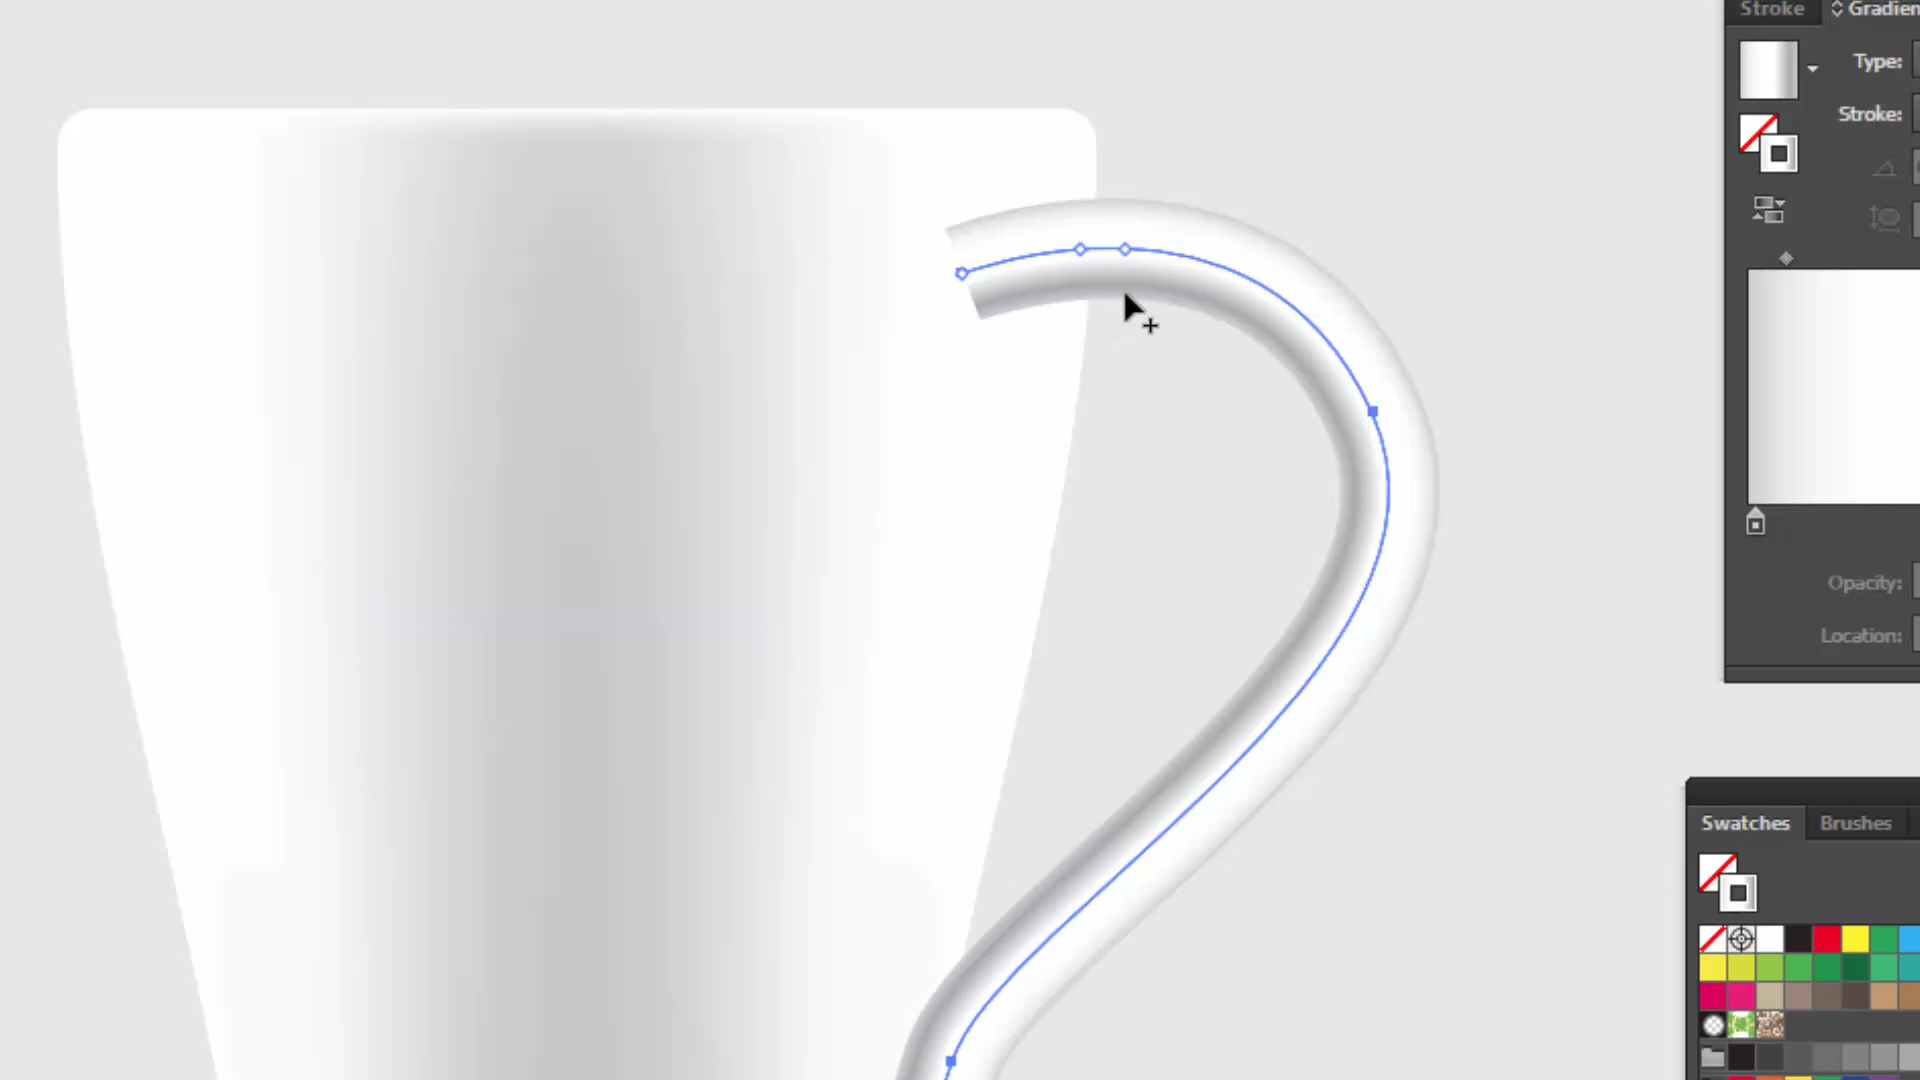 Stroke
Gradien
Type:
Stroke:
Opacity:
Location:
Swatches
Brushes